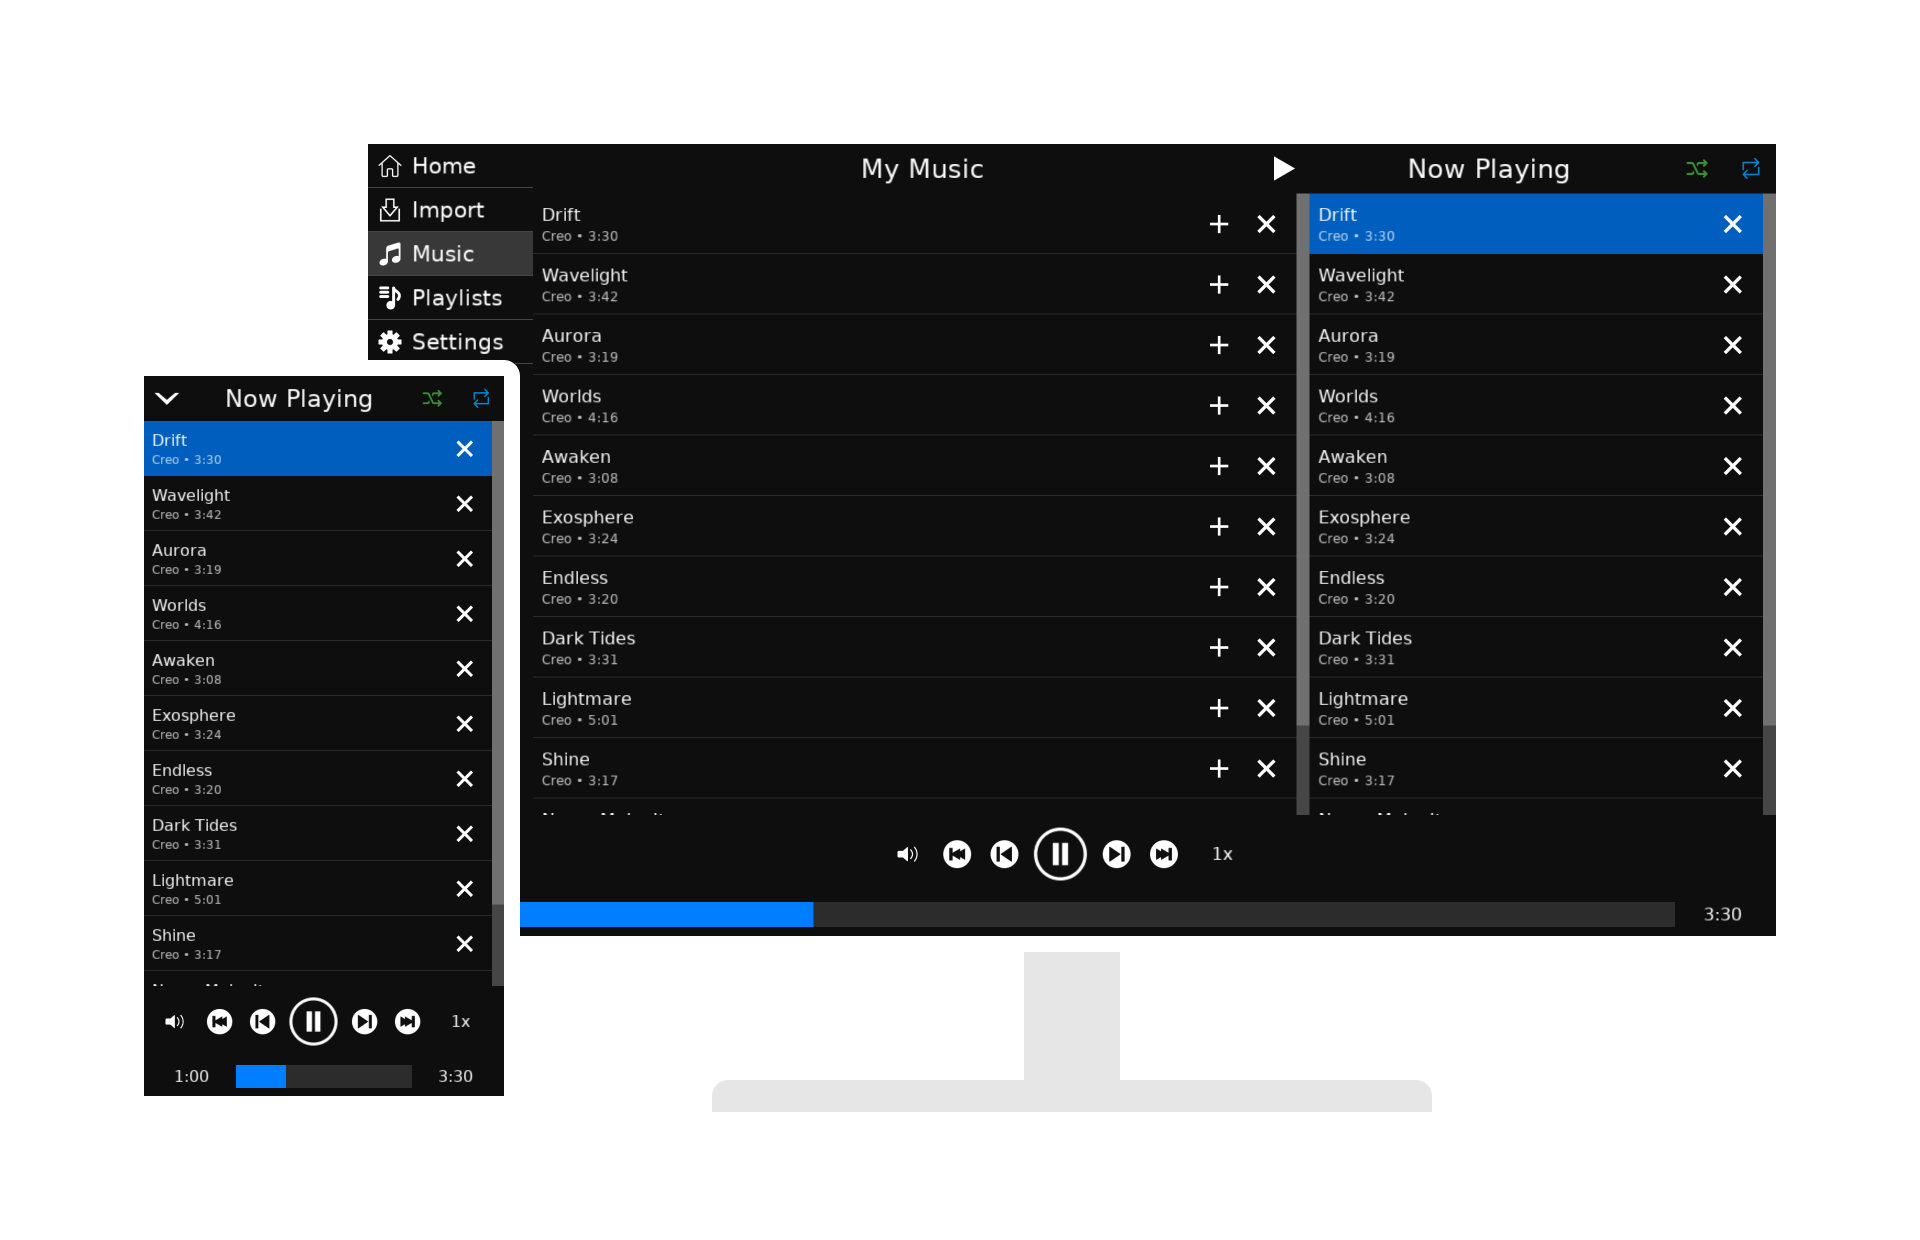 Home
Import
Music
Playlists
Settings
My Music
Drift
Creo • 3:30
Wavelight
Creo • 3:42
Aurora
Creo • 3:19
Worlds
Creo • 4:16
Awaken
Creo • 3:08
Exosphere
Creo • 3:24
Endless
Creo • 3:20
Dark Tides
Creo • 3:31
Lightmare
Creo • 5:01
Shine
Creo • 3:17
Now Playing
Drift
Creo • 3:30
Wavelight
Creo • 3:42
Aurora
Creo • 3:19
Worlds
Creo • 4:16
Awaken
Creo • 3:08
Exosphere
Creo • 3:24
Endless
Creo • 3:20
Dark Tides
Creo • 3:31
Lightmare
Creo • 5:01
Shine
Creo • 3:17
1x
3:30
Now Playing
Drift
Creo • 3:30
Wavelight
Creo • 3:42
Aurora
Creo • 3:19
Worlds
Creo • 4:16
Awaken
Creo • 3:08
Exosphere
Creo • 3:24
Endless
Creo • 3:20
Dark Tides
Creo • 3:31
Lightmare
Creo • 5:01
Shine
Creo • 3:17
1x
1:00
3:30